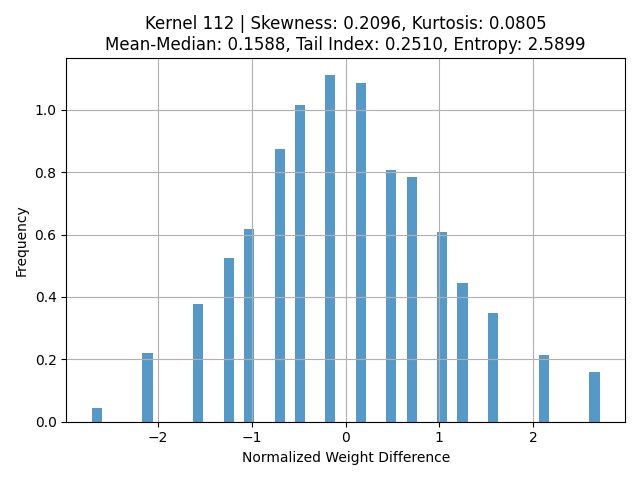 Kernel 112 | Skewness: 0.2096, Kurtosis: 0.0805
Mean-Median: 0.1588, Tail Index: 0.2510, Entropy: 2.5899
1.0
0.8
0.6
0.4
0.2
0.0
Frequency
−2
−1
0
1
2
Normalized Weight Difference